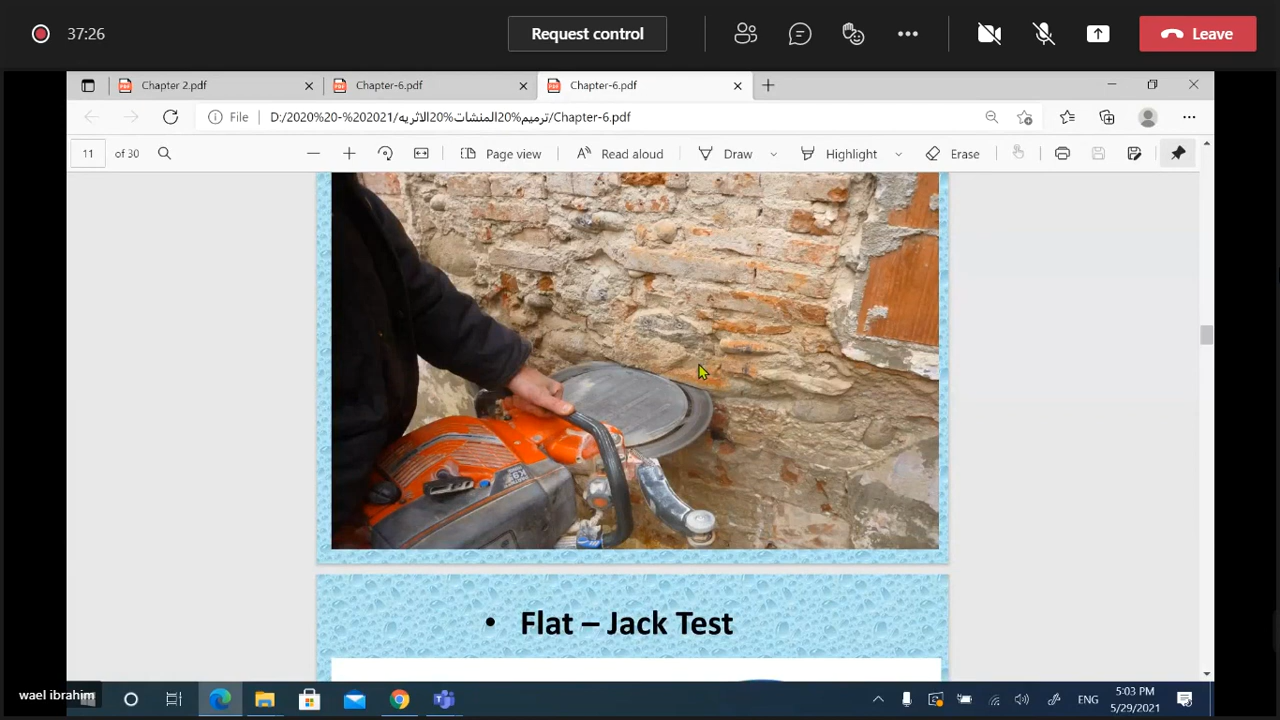 37:26
Request control
Leave
Chapter 2.pdf
Chapter-6.pdf
Chapter-6.pdf
File
D:/2020%20-%202021/ترميم%20المنشات%20الاثريه/Chapter-6.pdf
11 of 30
Page view
Read aloud
Draw
Highlight
Erase
• Flat – Jack Test
wael ibrahim
ENG
5:03 PM
5/29/2021